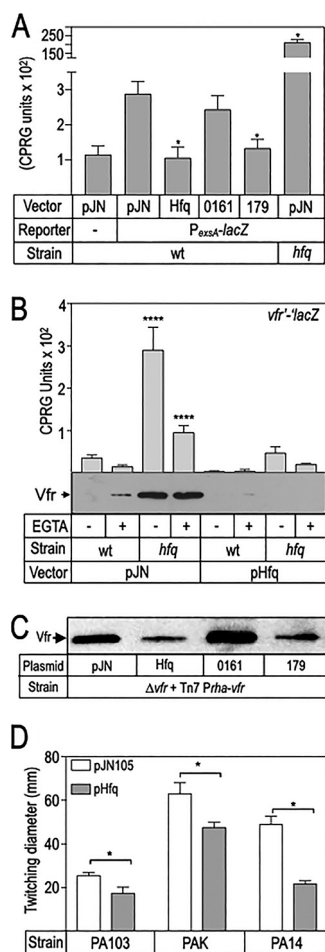 A
(CPRG units x 10²)
250
150
50
3
2
1
Vector pJN pJN Hfq 0161 179 pJN
Reporter - PexsA-lacZ
Strain wt hfq
* * *
B
CPRG Units x 10²
vfr'-'lacZ
4
3
2
1
0
**** ****
Vfr
EGTA - + - + - + - +
Strain wt hfq wt hfq
Vector pJN pHfq
C
Vfr
Plasmid pJN Hfq 0161 179
Strain Δvfr + Tn7 Prha-vfr
D
Twitching diameter (mm)
80
60
40
20
pJN105
pHfq
* * *
Strain PA103 PAK PA14